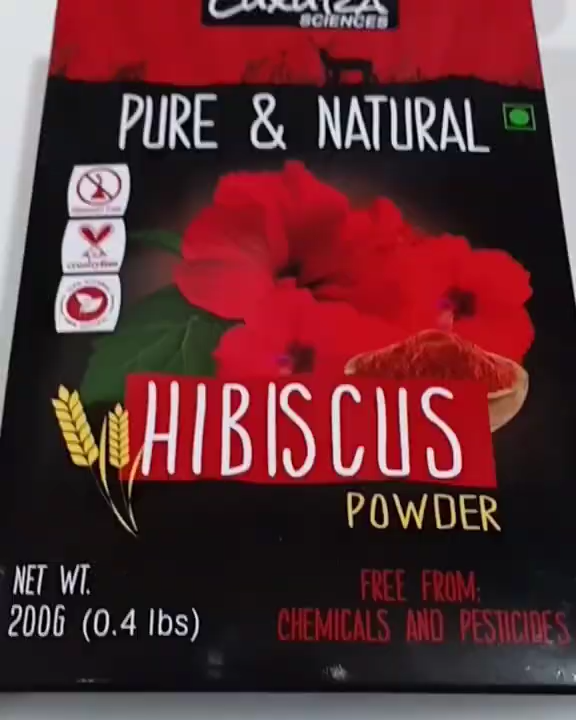 SCIENCES
PURE & NATURAL
HIBISCUS
POWDER
NET WT.
200G (0.4 lbs)
FREE FROM:
CHEMICALS AND PESTICIDES